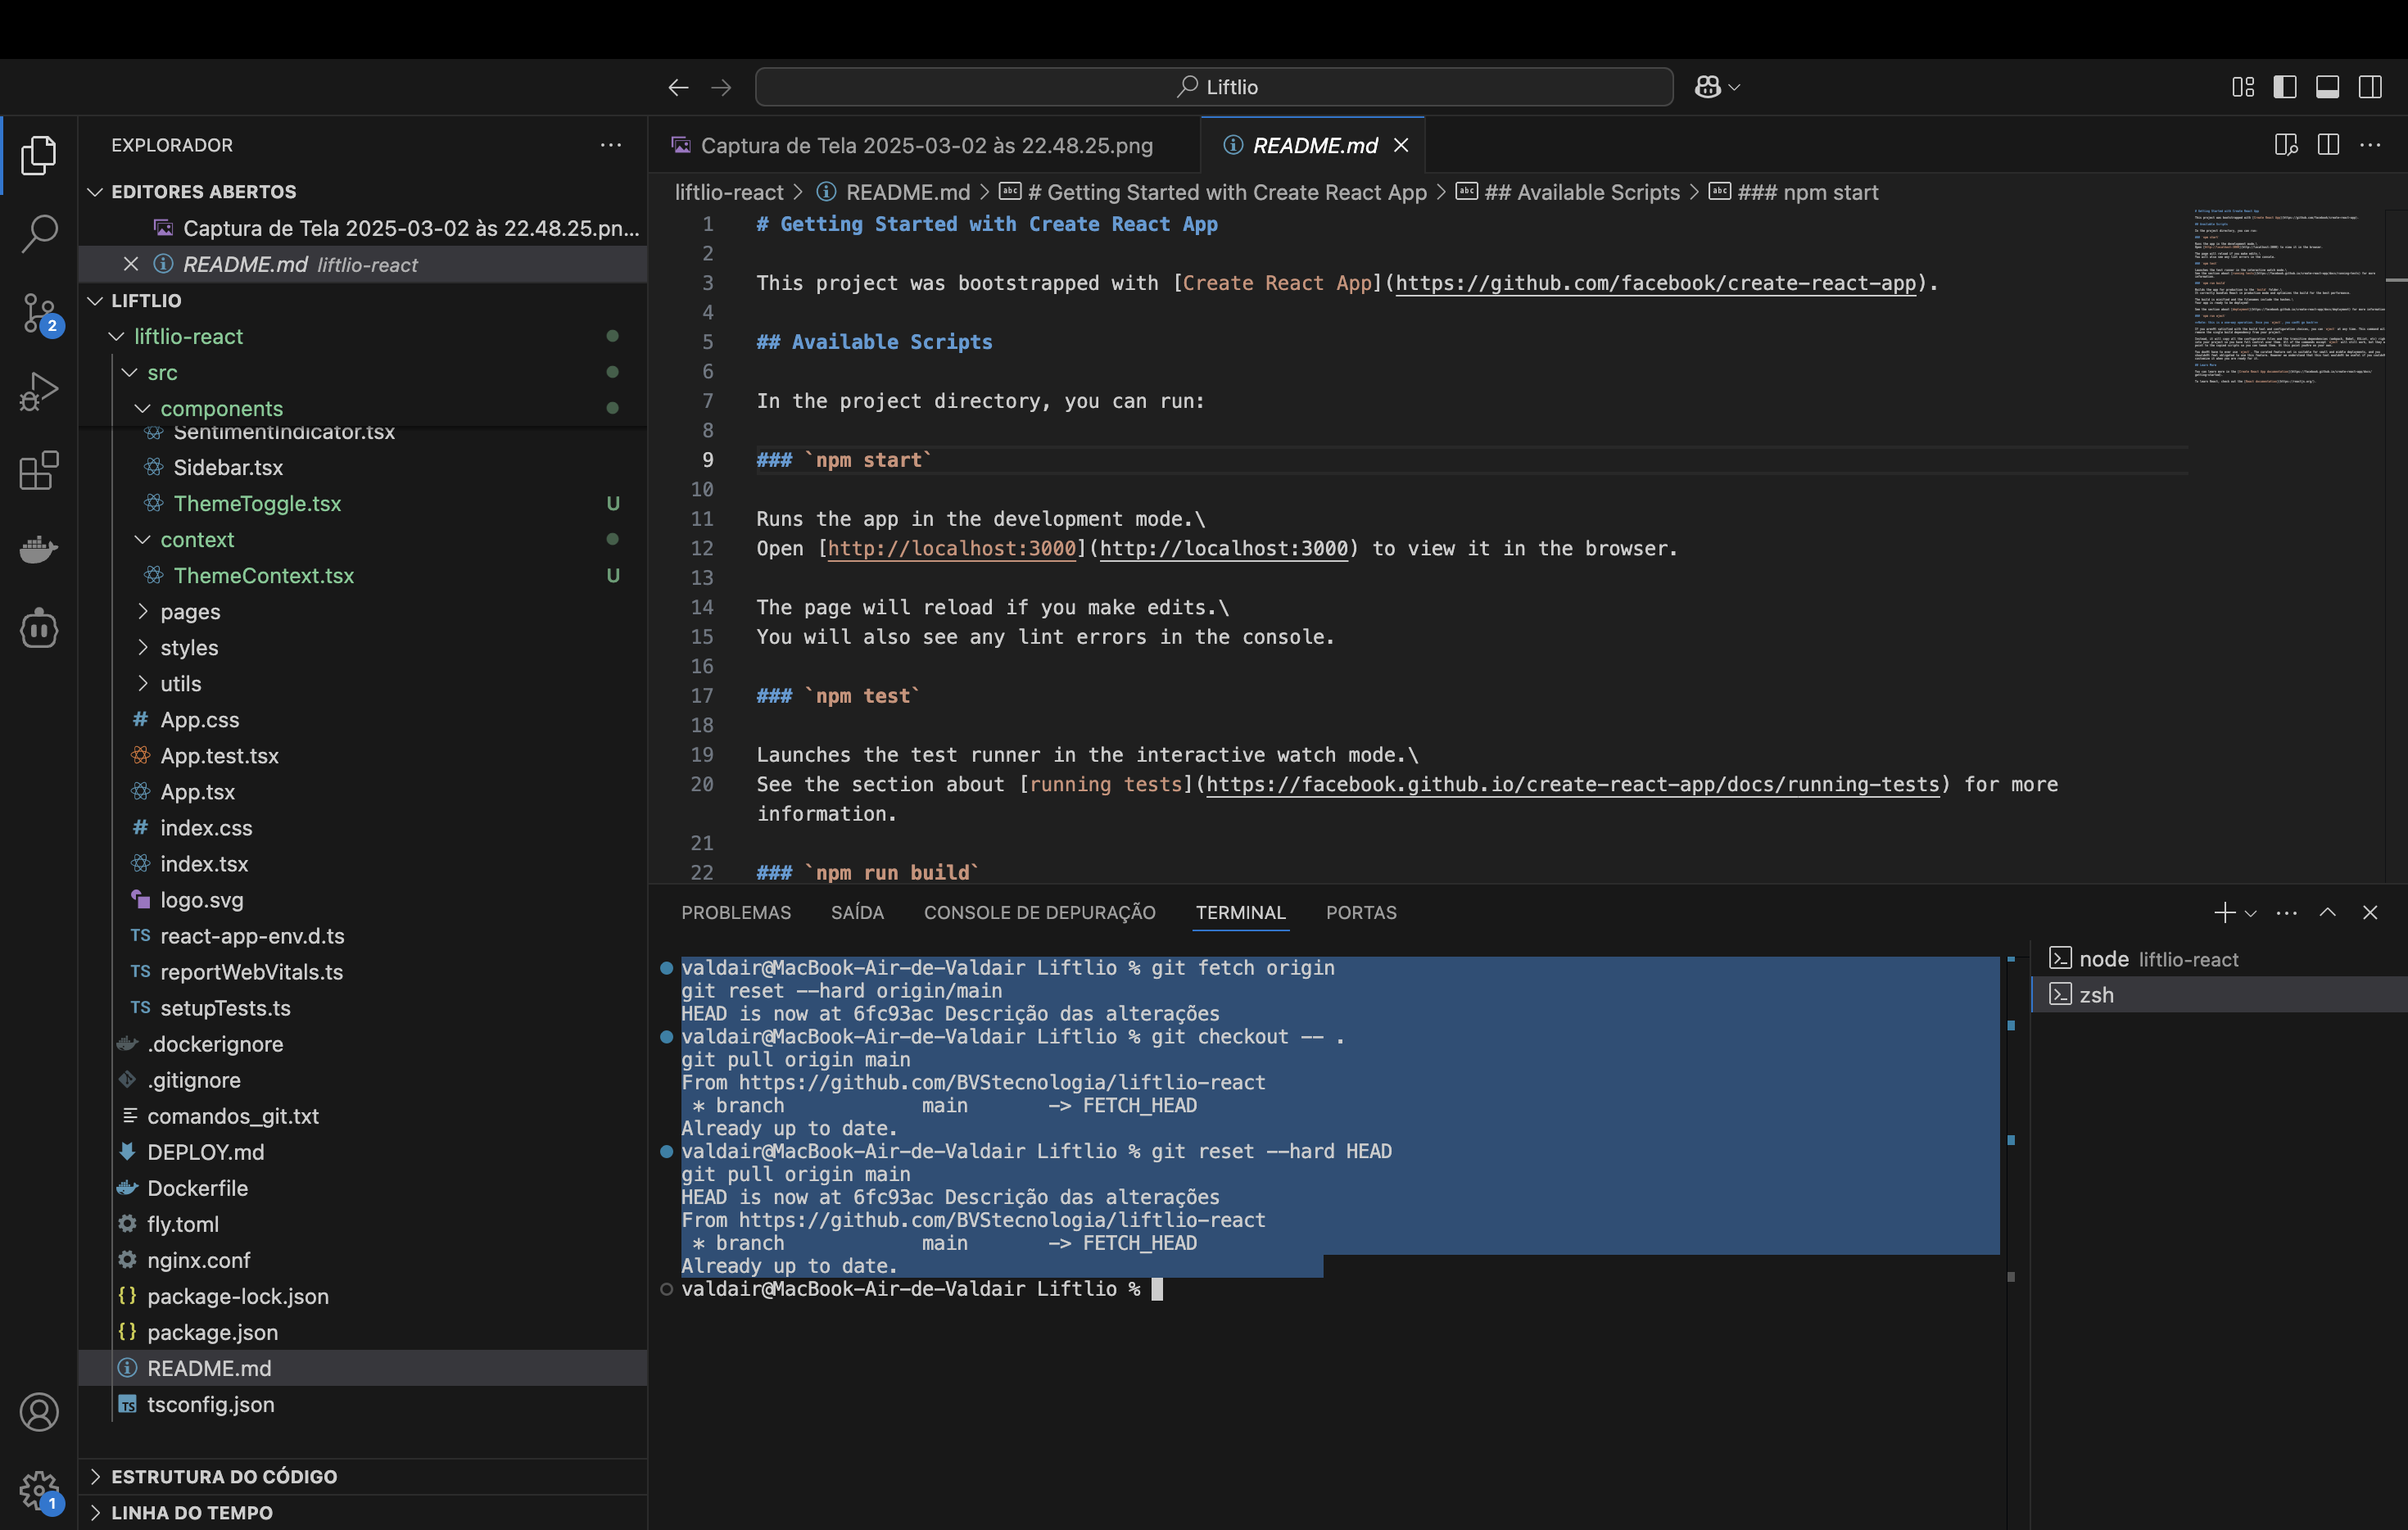 Liftlio
EXPLORADOR
EDITORES ABERTOS
Captura de Tela 2025-03-02 às 22.48.25.pn...
README.md liftlio-react
LIFTLIO
liftlio-react
src
components
SentimentIndicator.tsx
Sidebar.tsx
ThemeToggle.tsx U
context
ThemeContext.tsx U
pages
styles
utils
App.css
App.test.tsx
App.tsx
index.css
index.tsx
logo.svg
react-app-env.d.ts
reportWebVitals.ts
setupTests.ts
.dockerignore
.gitignore
comandos_git.txt
DEPLOY.md
Dockerfile
fly.toml
nginx.conf
package-lock.json
package.json
README.md
tsconfig.json
ESTRUTURA DO CÓDIGO
LINHA DO TEMPO
2
1
Captura de Tela 2025-03-02 às 22.48.25.png
README.md
liftlio-react > README.md > # Getting Started with Create React App > ## Available Scripts > ### npm start
1 # Getting Started with Create React App
2
3 This project was bootstrapped with [Create React App](https://github.com/facebook/create-react-app).
4
5 ## Available Scripts
6
7 In the project directory, you can run:
8
9 ### `npm start`
10
11 Runs the app in the development mode.\
12 Open [http://localhost:3000](http://localhost:3000) to view it in the browser.
13
14 The page will reload if you make edits.\
15 You will also see any lint errors in the console.
16
17 ### `npm test`
18
19 Launches the test runner in the interactive watch mode.\
20 See the section about [running tests](https://facebook.github.io/create-react-app/docs/running-tests) for more
information.
21
22 ### `npm run build`
PROBLEMAS SAÍDA CONSOLE DE DEPURAÇÃO TERMINAL PORTAS
valdair@MacBook-Air-de-Valdair Liftlio % git fetch origin
git reset --hard origin/main
HEAD is now at 6fc93ac Descrição das alterações
valdair@MacBook-Air-de-Valdair Liftlio % git checkout -- .
git pull origin main
From https://github.com/BVStecnologia/liftlio-react
* branch main -> FETCH_HEAD
Already up to date.
valdair@MacBook-Air-de-Valdair Liftlio % git reset --hard HEAD
git pull origin main
HEAD is now at 6fc93ac Descrição das alterações
From https://github.com/BVStecnologia/liftlio-react
* branch main -> FETCH_HEAD
Already up to date.
valdair@MacBook-Air-de-Valdair Liftlio %
node liftlio-react
zsh